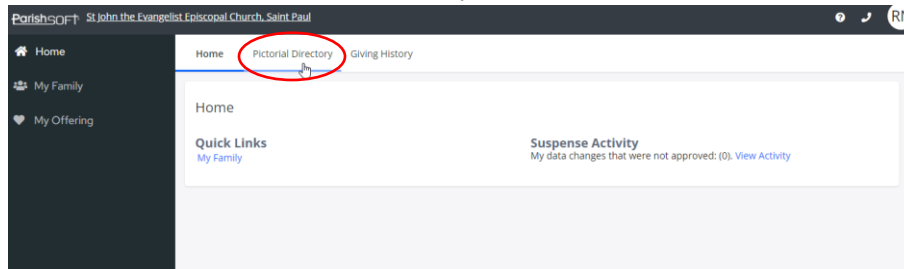 ParishSOFT St John the Evangelist Episcopal Church, Saint Paul RN
Home
My Family
My Offering
Home Pictorial Directory Giving History
Home
Quick Links
My Family
Suspense Activity
My data changes that were not approved: (0). View Activity